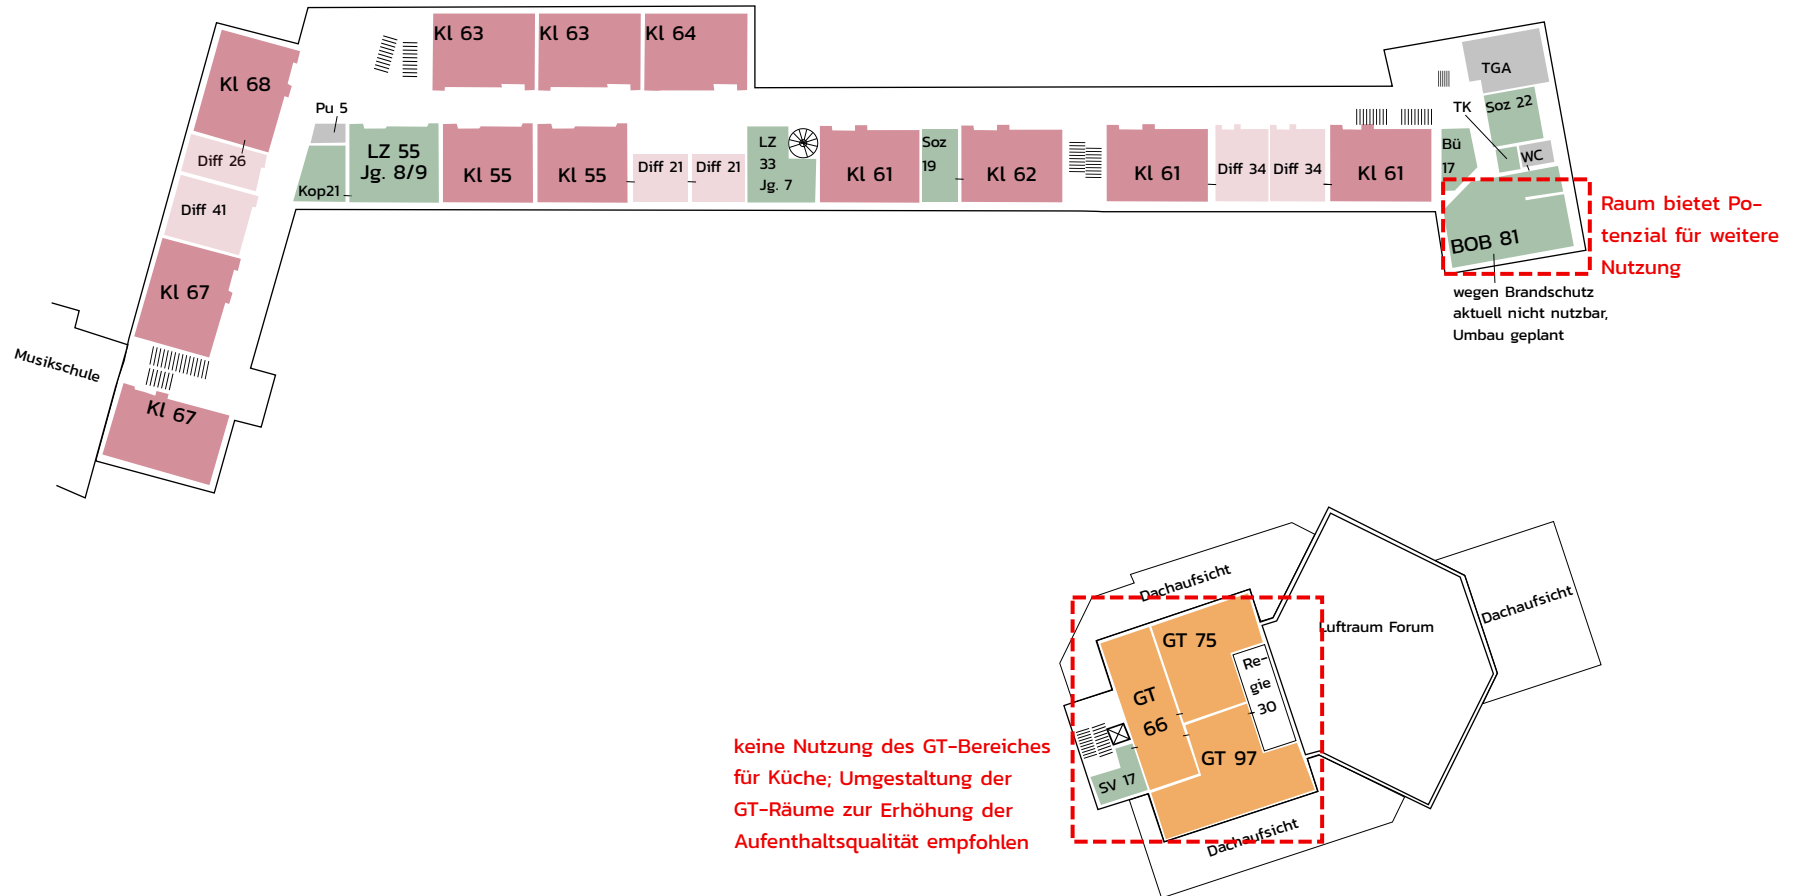 Kl 63
Kl 63
Kl 64
Kl 68
Pu 5
Diff 26
Diff 41
Kl 67
Kl 67
Musikschule
Kop21
LZ 55
Jg. 8/9
Kl 55
Kl 55
Diff 21
Diff 21
LZ
33
Jg. 7
Kl 61
Soz
19
Kl 62
Kl 61
Diff 34
Diff 34
Kl 61
TGA
TK
Soz 22
Bü
17
WC
BOB 81
Raum bietet Po-
tenzial für weitere
Nutzung
wegen Brandschutz
aktuell nicht nutzbar,
Umbau geplant
Dachaufsicht
Dachaufsicht
Luftraum Forum
GT 75
Re-
gie
30
GT
66
GT 97
SV 17
Dachaufsicht
keine Nutzung des GT-Bereiches
für Küche; Umgestaltung der
GT-Räume zur Erhöhung der
Aufenthaltsqualität empfohlen